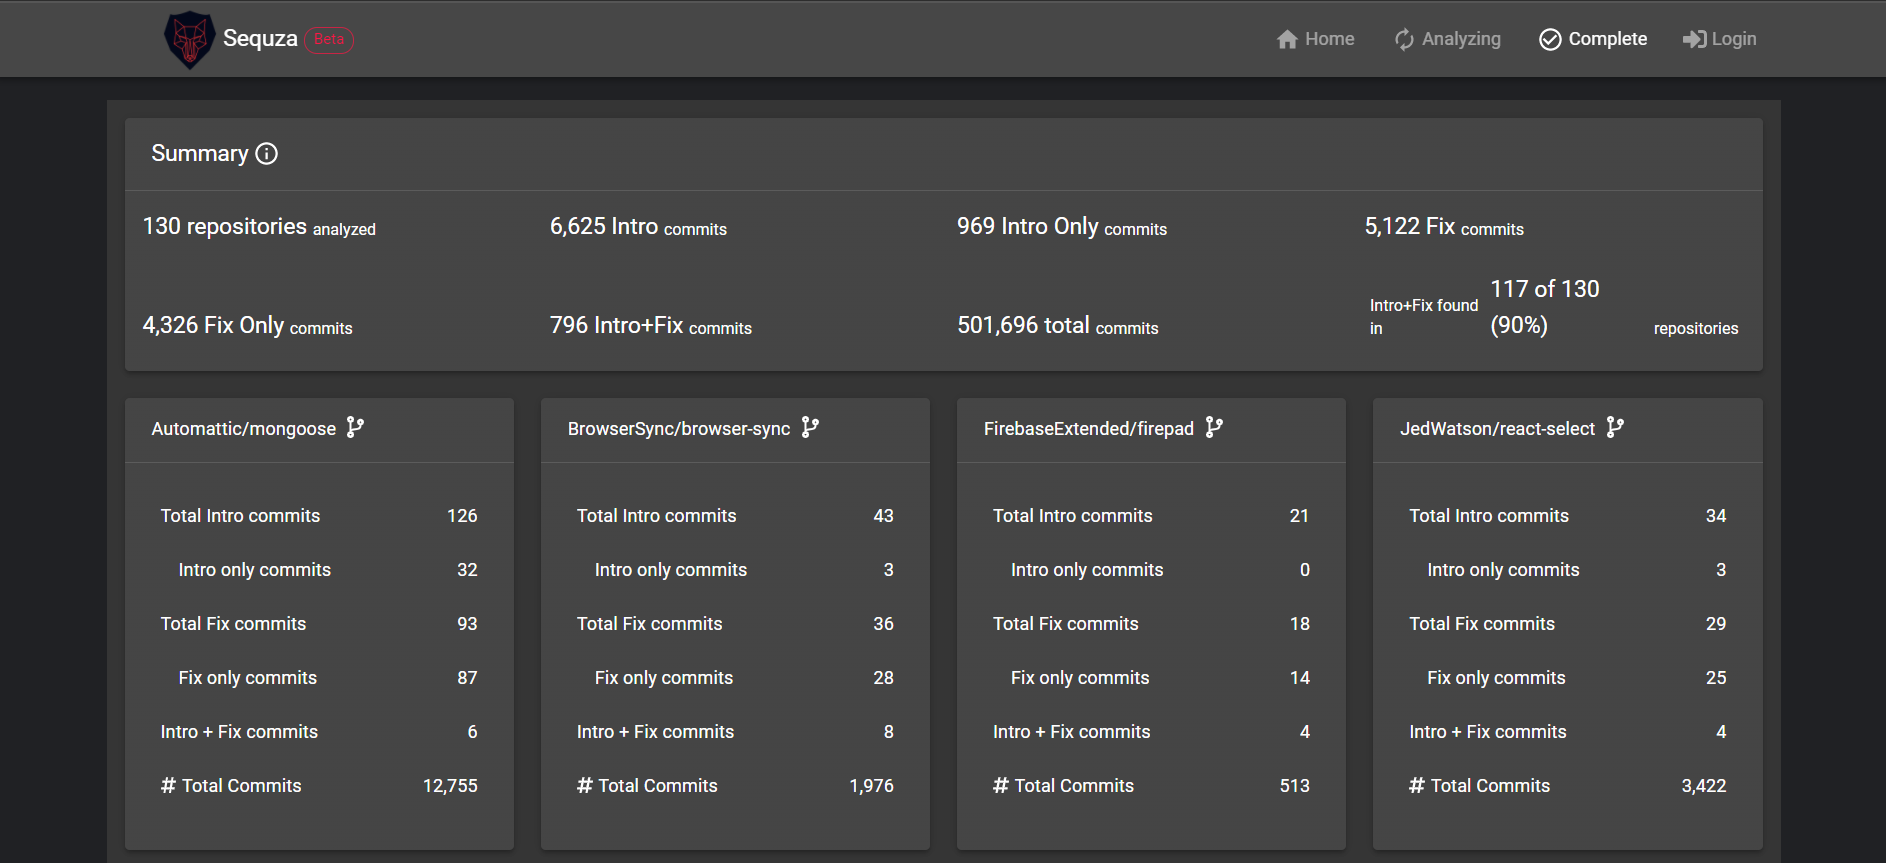 Sequza Beta Home Analyzing Complete Login
Summary
130 repositories analyzed 6,625 Intro commits 969 Intro Only commits 5,122 Fix commits
4,326 Fix Only commits 796 Intro+Fix commits 501,696 total commits Intro+Fix found in 117 of 130 (90%) repositories
Automattic/mongoose
Total Intro commits 126
Intro only commits 32
Total Fix commits 93
Fix only commits 87
Intro + Fix commits 6
# Total Commits 12,755
BrowserSync/browser-sync
Total Intro commits 43
Intro only commits 3
Total Fix commits 36
Fix only commits 28
Intro + Fix commits 8
# Total Commits 1,976
FirebaseExtended/firepad
Total Intro commits 21
Intro only commits 0
Total Fix commits 18
Fix only commits 14
Intro + Fix commits 4
# Total Commits 513
JedWatson/react-select
Total Intro commits 34
Intro only commits 3
Total Fix commits 29
Fix only commits 25
Intro + Fix commits 4
# Total Commits 3,422